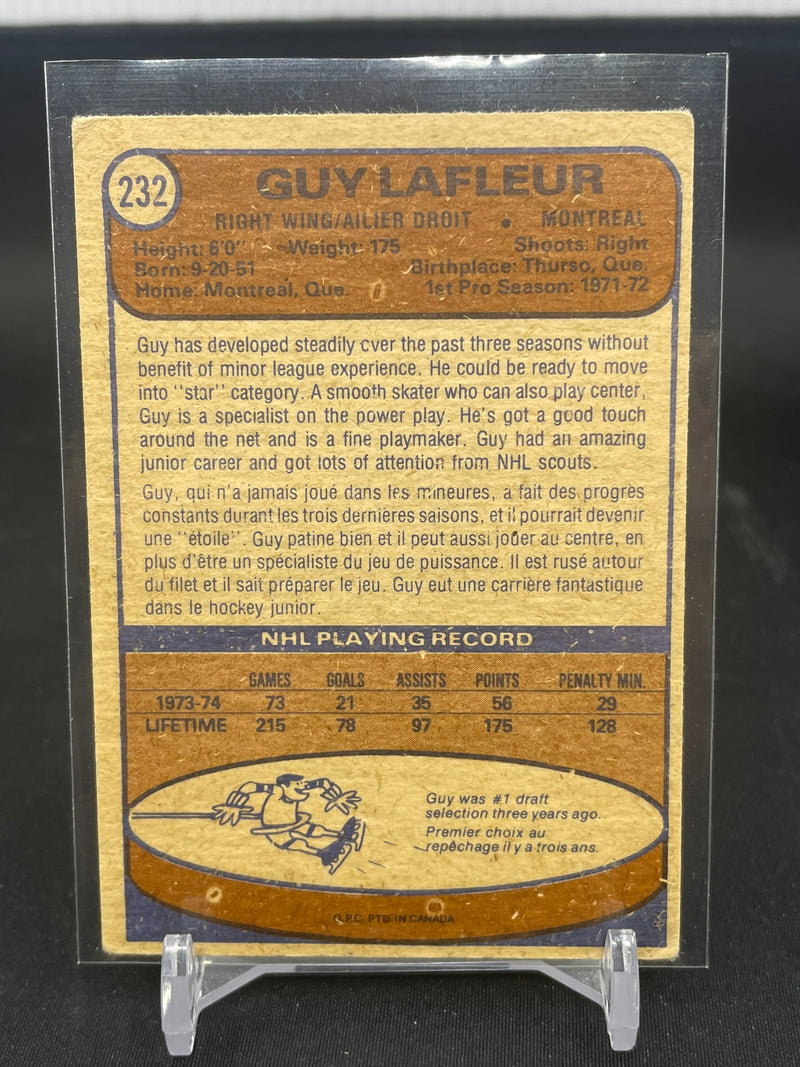 232
GUY LAFLEUR
RIGHT WING/AILIER DROIT • MONTREAL
Height: 6'0" Weight: 175 Shoots: Right
Born: 9-20-51 Birthplace: Thurso, Que.
Home: Montreal, Que. 1st Pro Season: 1971-72
Guy has developed steadily over the past three seasons without
benefit of minor league experience. He could be ready to move
into "star" category. A smooth skater who can also play center,
Guy is a specialist on the power play. He's got a good touch
around the net and is a fine playmaker. Guy had an amazing
junior career and got lots of attention from NHL scouts.
Guy, qui n'a jamais joué dans les mineures, a fait des progrès
constants durant les trois dernières saisons, et il pourrait devenir
une "étoile". Guy patine bien et il peut aussi jouer au centre, en
plus d'être un spécialiste du jeu de puissance. Il est rusé autour
du filet et il sait préparer le jeu. Guy eut une carrière fantastique
dans le hockey junior.
NHL PLAYING RECORD
GAMES GOALS ASSISTS POINTS PENALTY MIN.
1973-74 73 21 35 56 29
LIFETIME 215 78 97 175 128
Guy was #1 draft
selection three years ago.
Premier choix au
repêchage il y a trois ans.
O.P.C. PTD. IN CANADA